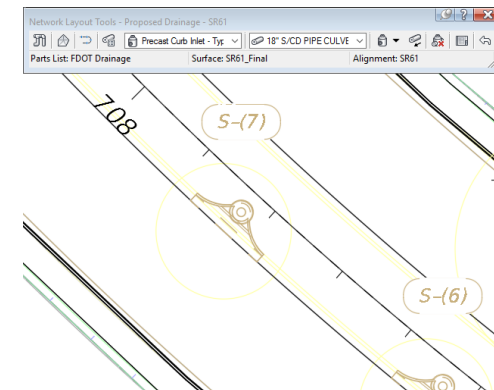 Network Layout Tools - Proposed Drainage - SR61
Precast Curb Inlet - Typ
18" S/CD PIPE CULVE
Parts List: FDOT Drainage Surface: SR61_Final Alignment: SR61
708
S-(7)
S-(6)